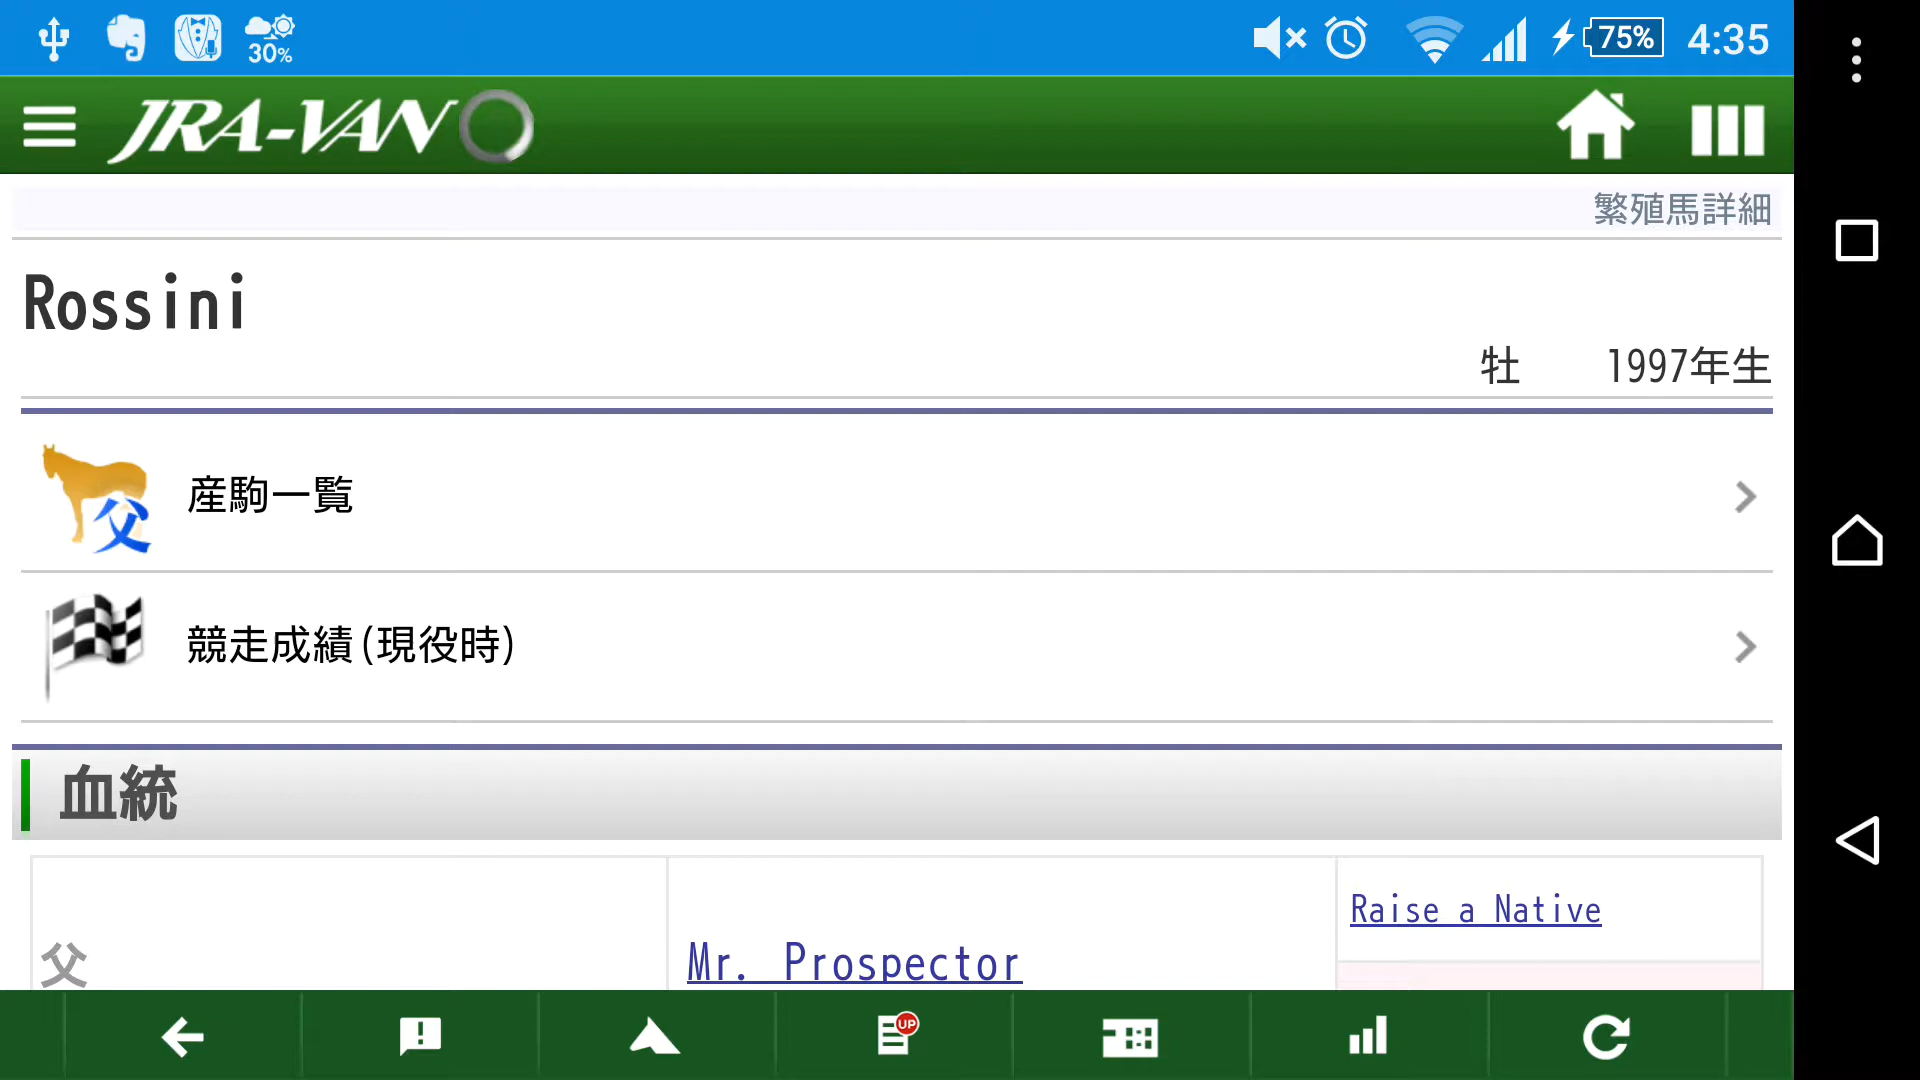 30%
75%
4:35
JRA-VAN
繁殖馬詳細
Rossini
牡 1997年生
父
産駒一覧
競走成績(現役時)
血統
Raise a Native
父
Mr. Prospector
UP